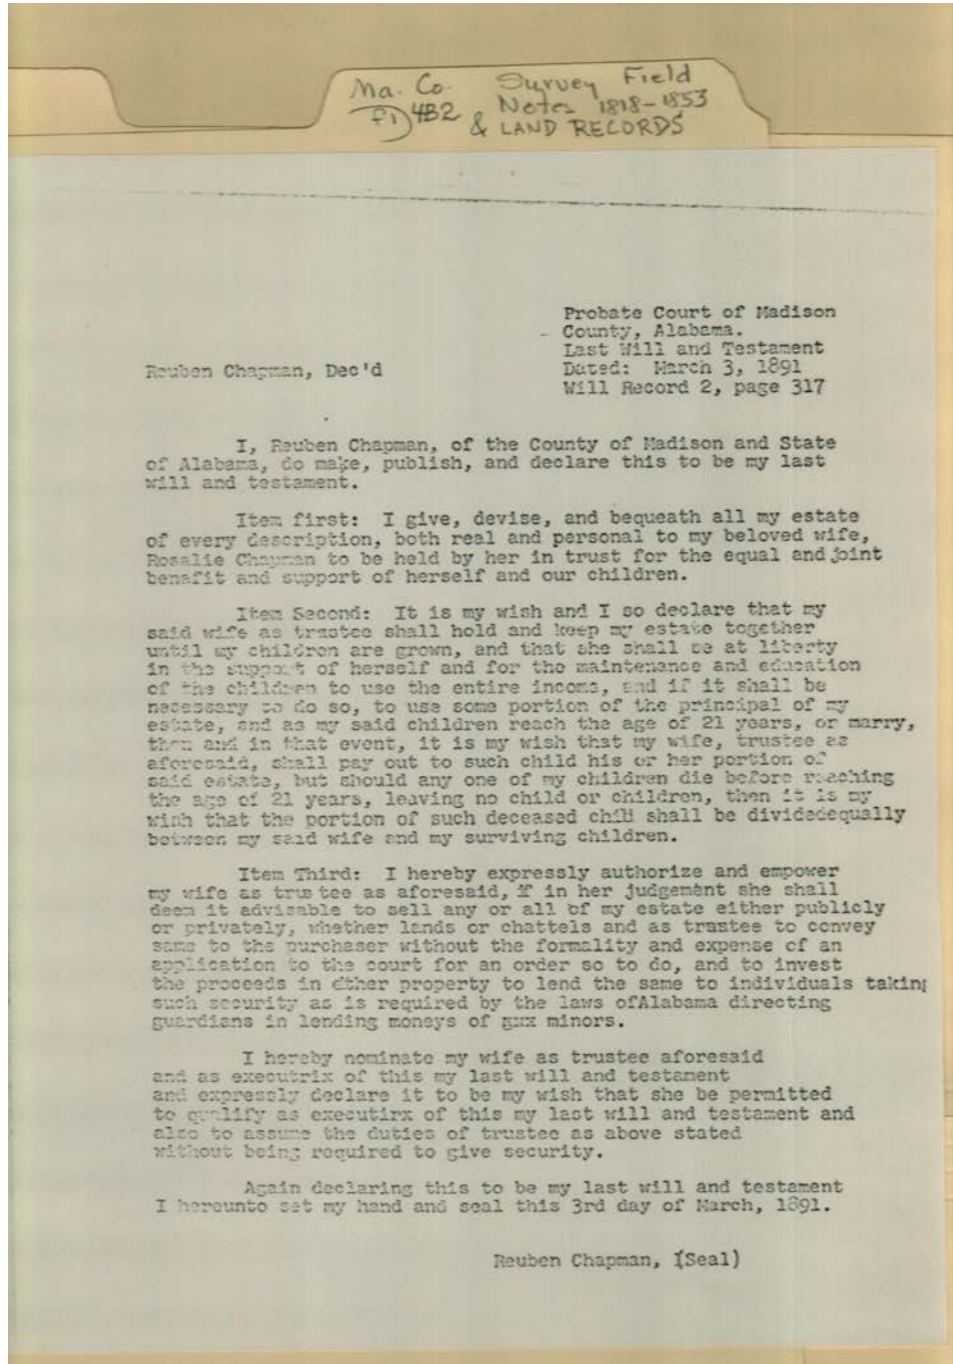 Ma. Co. Survey Field
F1) 4B2 Notes 1818-1853
& LAND RECORDS
Probate Court of Madison
County, Alabama.
Last Will and Testament
Reuben Chapman, Dec'd Dated: March 3, 1891
Will Record 2, page 317
I, Reuben Chapman, of the County of Madison and State
of Alabama, do make, publish, and declare this to be my last
will and testament.
Item first: I give, devise, and bequeath all my estate
of every description, both real and personal to my beloved wife,
Rosalie Chapman to be held by her in trust for the equal and joint
benefit and support of herself and our children.
Item Second: It is my wish and I so declare that my
said wife as trastee shall hold and keep my estate together
until my children are grown, and that she shall be at liberty
in the support of herself and for the maintenance and education
of the children to use the entire income, and if it shall be
necessary to do so, to use some portion of the principal of my
estate, and as my said children reach the age of 21 years, or marry,
then and in that event, it is my wish that my wife, trustee as
aforesaid, shall pay out to such child his or her portion of
said estate, but should any one of my children die before reaching
the age of 21 years, leaving no child or children, then it is my
wish that the portion of such deceased child shall be dividedequally
between my said wife and my surviving children.
Item Third: I hereby expressly authorize and empower
my wife as trustee as aforesaid, if in her judgement she shall
deem it advisable to sell any or all of my estate either publicly
or privately, whether lands or chattels and as trustee to convey
same to the purchaser without the formality and expense of an
application to the court for an order so to do, and to invest
the proceeds in other property to lend the same to individuals taking
such security as is required by the laws ofAlabama directing
guardians in lending moneys of gxx minors.
I hereby nominate my wife as trustee aforesaid
and as executrix of this my last will and testament
and expressly declare it to be my wish that she be permitted
to qualify as executirx of this my last will and testament and
also to assume the duties of trustee as above stated
without being required to give security.
Again declaring this to be my last will and testament
I hereunto set my hand and seal this 3rd day of March, 1891.
Reuben Chapman, (Seal)